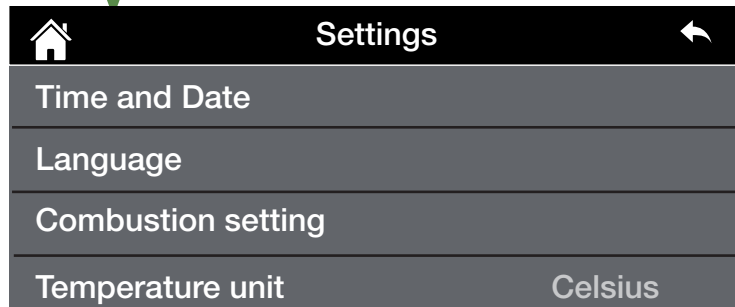 Settings
Time and Date
Language
Combustion setting
Temperature unit Celsius